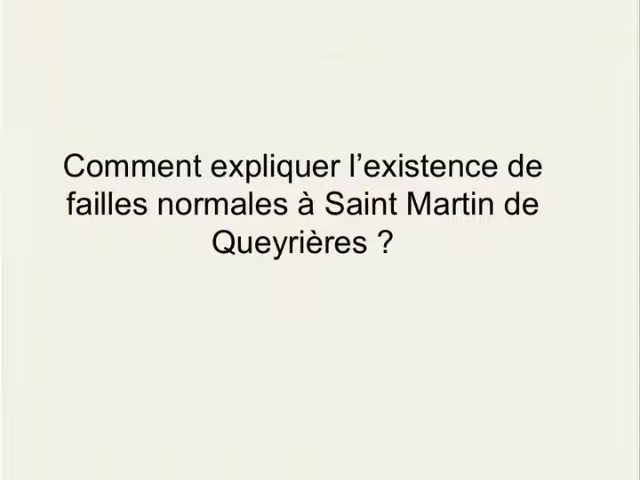 Comment expliquer l’existence de
failles normales à Saint Martin de
Queyrières ?